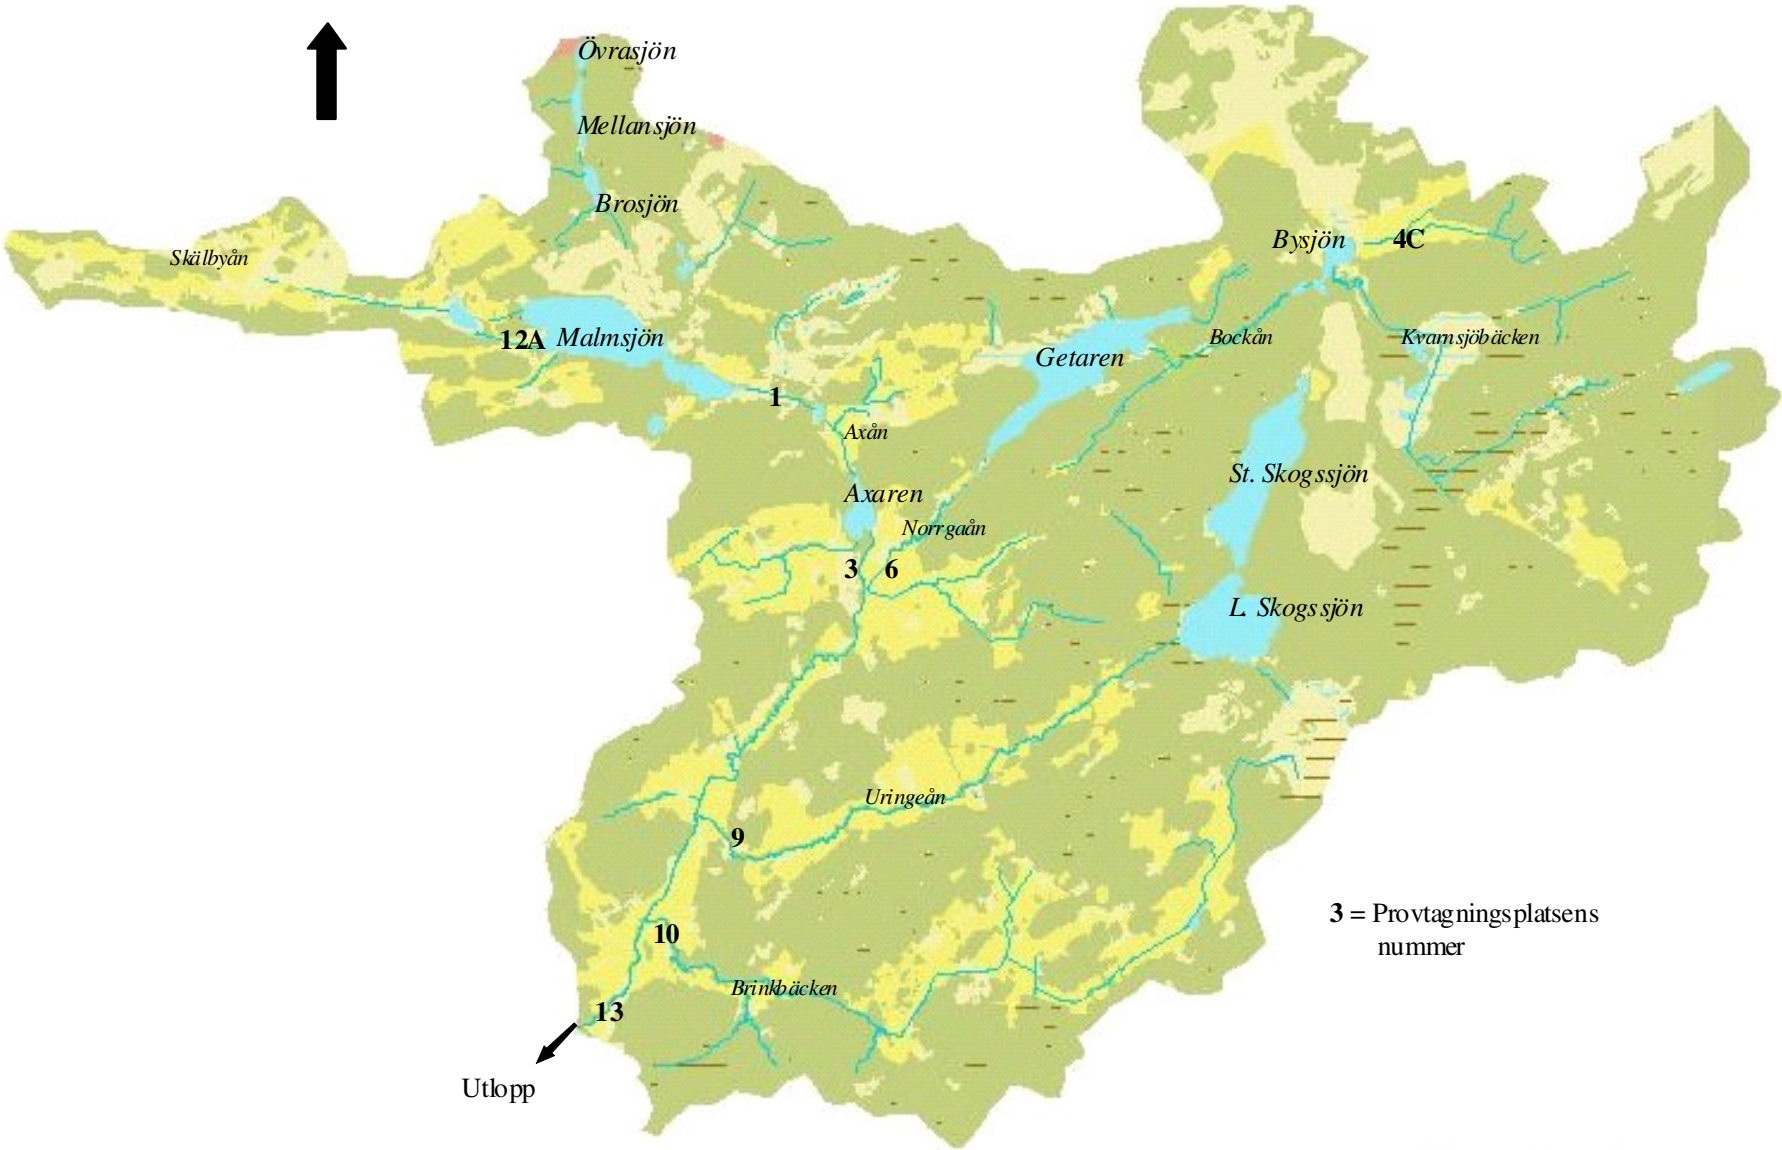 Övrasjön
Mellansjön
Brosjön
Skälbyån
Bysjön
4C
12A
Malmsjön
Getaren
Bockån
Kvarnsjöbäcken
1
Axån
St. Skogssjön
Axaren
Norrgaån
3
6
L. Skogssjön
Uringeån
9
3 = Provtagningsplatsens
nummer
10
Brinkbäcken
13
Utlopp